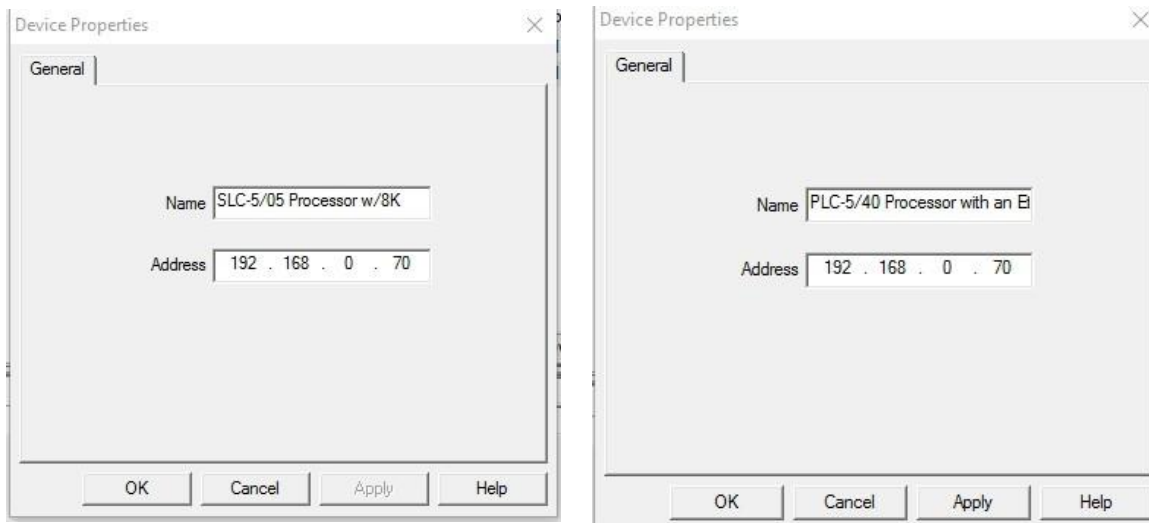 Device Properties
General
Name SLC-5/05 Processor w/8K
Address 192 . 168 . 0 . 70
OK Cancel Apply Help
Device Properties
General
Name PLC-5/40 Processor with an
Address 192 . 168 . 0 . 70
OK Cancel Apply Help